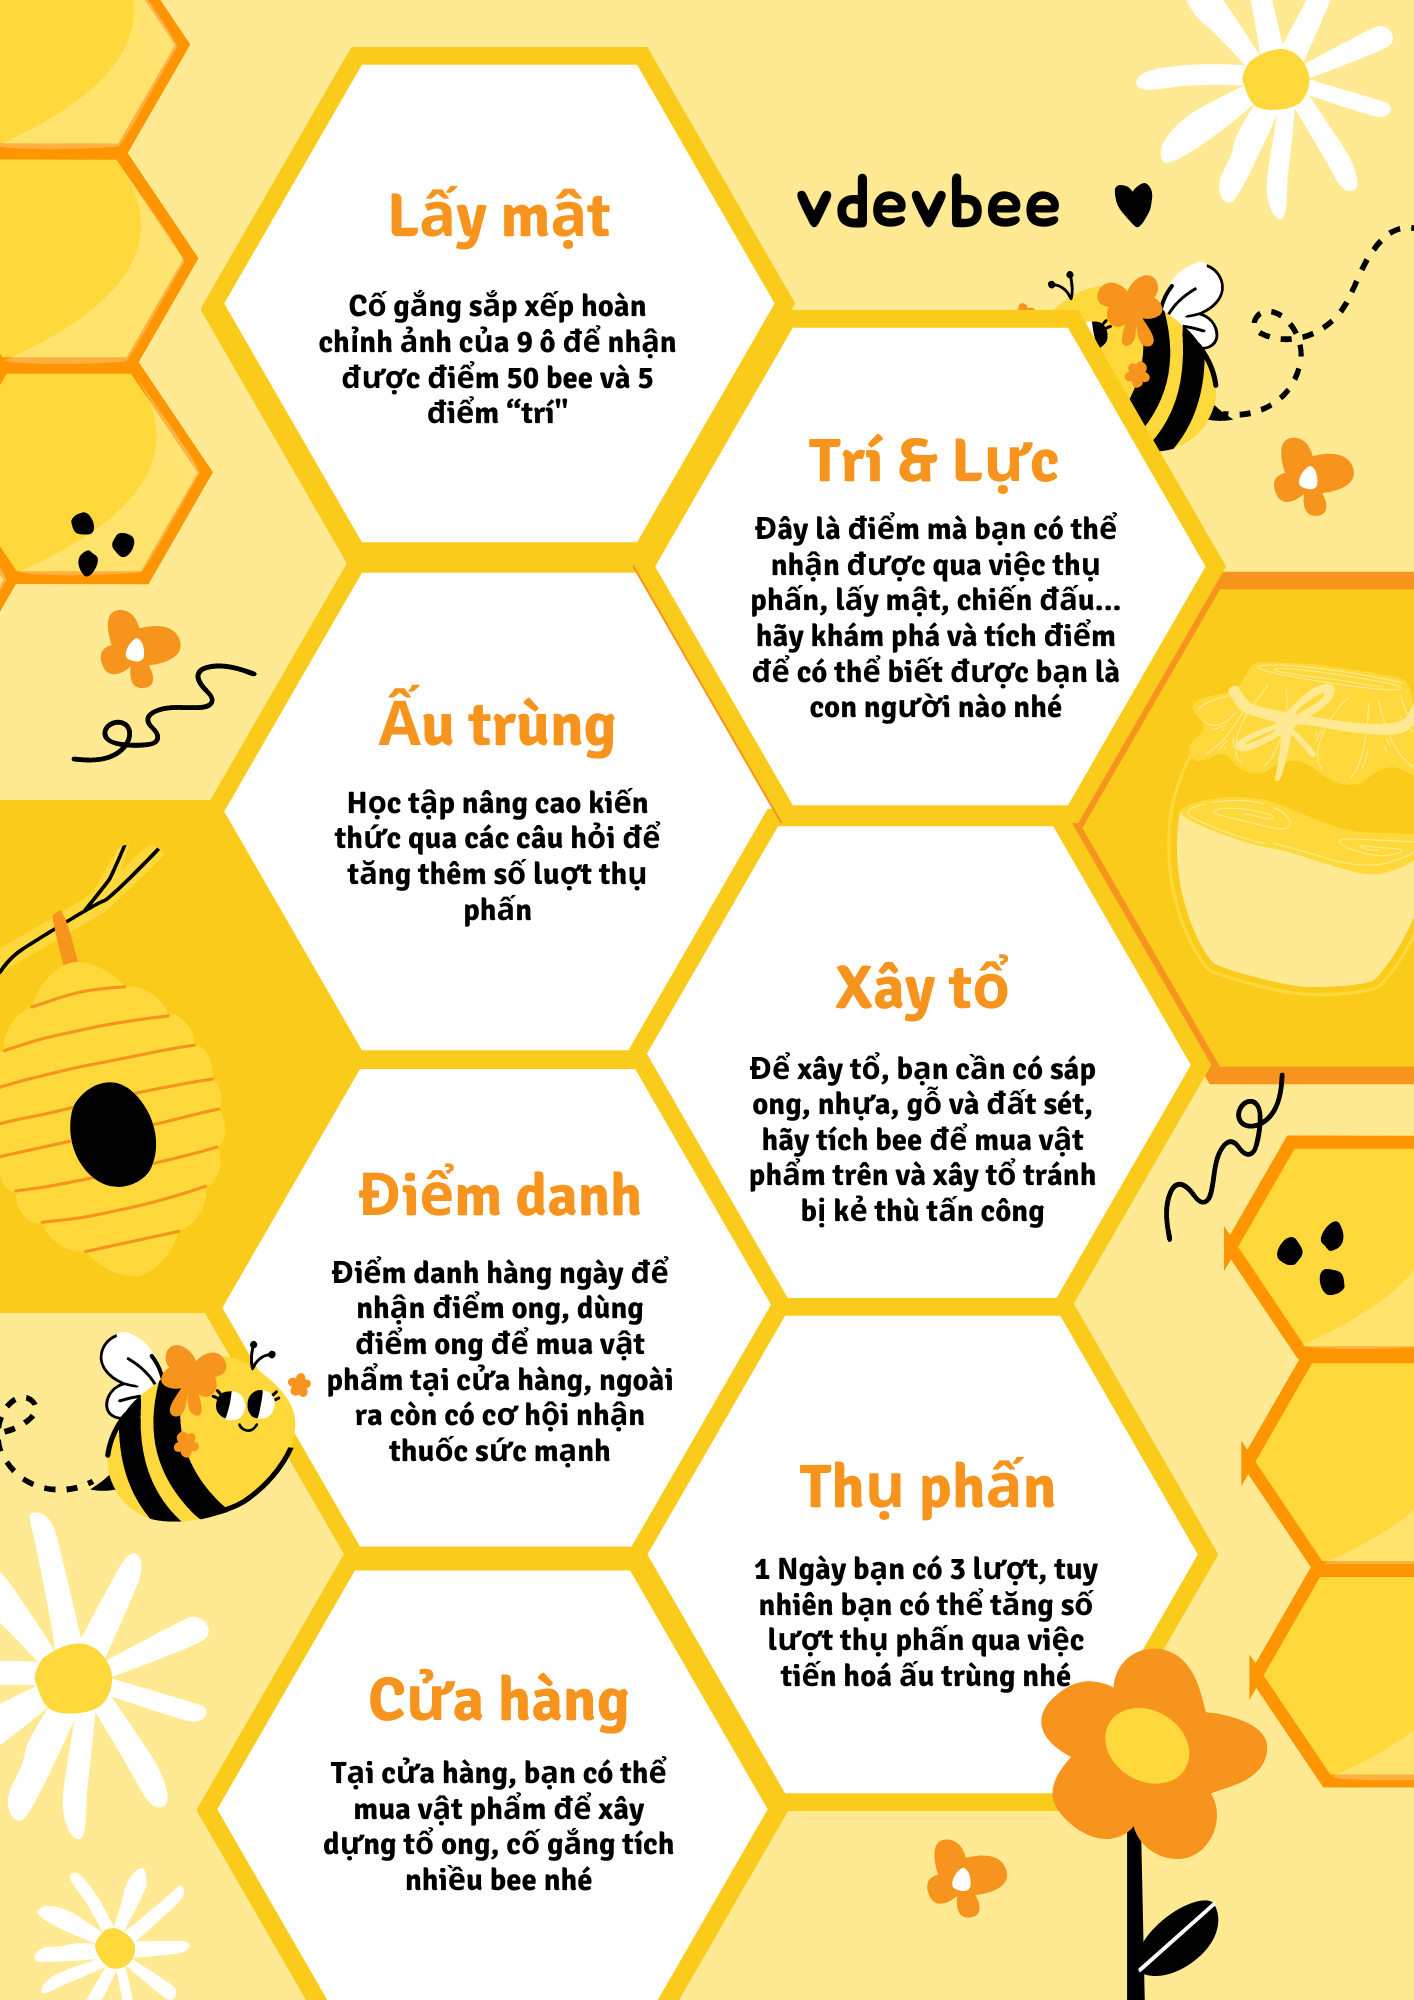 Lấy mật
Cố gắng sắp xếp hoàn
chỉnh ảnh của 9 ô để nhận
được điểm 50 bee và 5
điểm “trí"
vdevbee
Trí & Lực
Đây là điểm mà bạn có thể
nhận được qua việc thụ
phấn, lấy mật, chiến đấu...
hãy khám phá và tích điểm
để có thể biết được bạn là
con người nào nhé
Ấu trùng
Học tập nâng cao kiến
thức qua các câu hỏi để
tăng thêm số luợt thụ
phấn
Xây tổ
Để xây tổ, bạn cần có sáp
ong, nhựa, gỗ và đất sét,
hãy tích bee để mua vật
phẩm trên và xây tổ tránh
bị kẻ thù tấn công
Điểm danh
Điểm danh hàng ngày để
nhận điểm ong, dùng
điểm ong để mua vật
phẩm tại cửa hàng, ngoài
ra còn có cơ hội nhận
thuốc sức mạnh
Thụ phấn
1 Ngày bạn có 3 lượt, tuy
nhiên bạn có thể tăng số
lượt thụ phấn qua việc
tiến hoá ấu trùng nhé
Cửa hàng
Tại cửa hàng, bạn có thể
mua vật phẩm để xây
dựng tổ ong, cố gắng tích
nhiều bee nhé